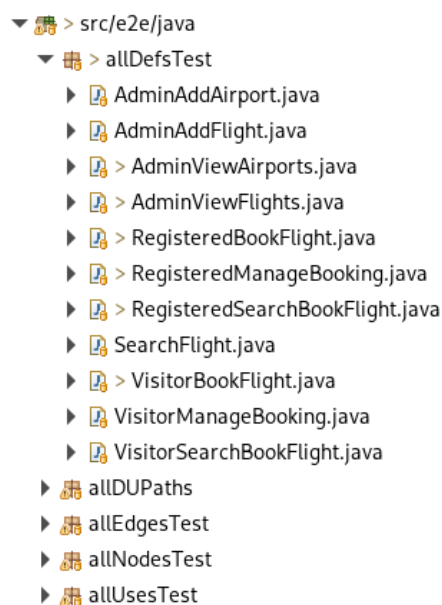 > src/e2e/java
> allDefsTest
AdminAddAirport.java
AdminAddFlight.java
> AdminViewAirports.java
> AdminViewFlights.java
> RegisteredBookFlight.java
> RegisteredManageBooking.java
> RegisteredSearchBookFlight.java
SearchFlight.java
> VisitorBookFlight.java
VisitorManageBooking.java
VisitorSearchBookFlight.java
allDUPaths
allEdgesTest
allNodesTest
allUsesTest